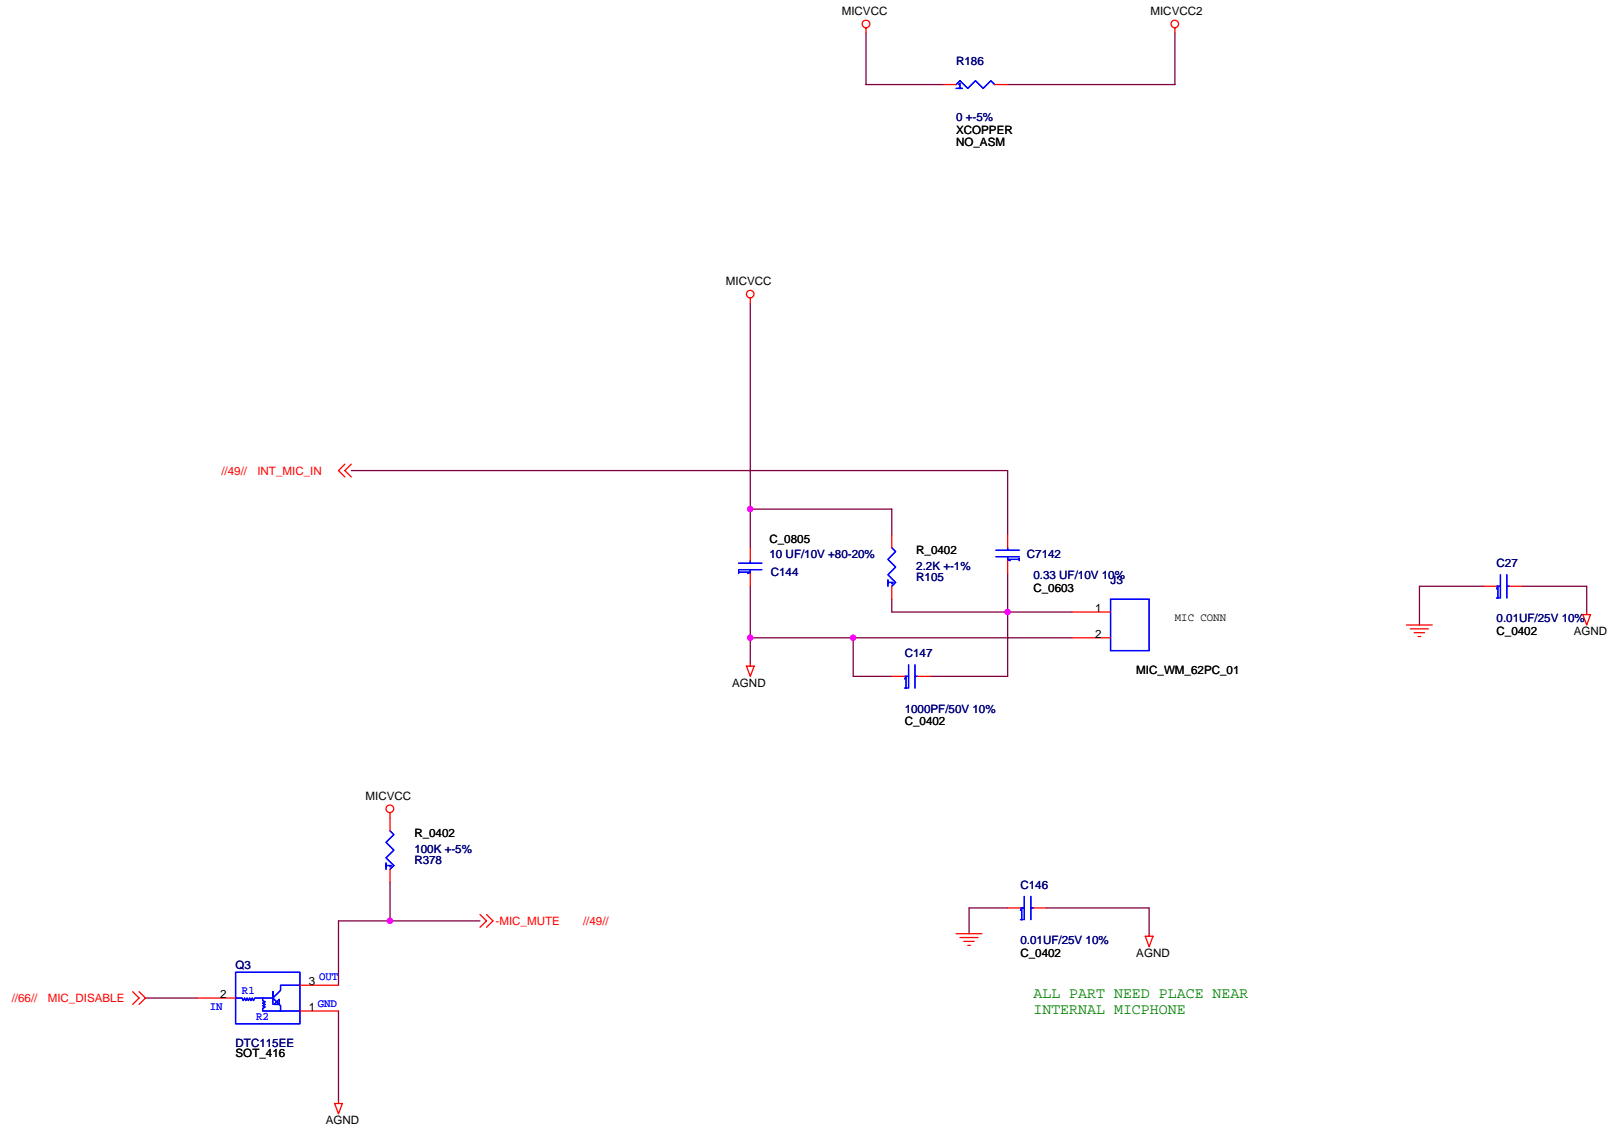 MICVCC
MICVCC2
R186
1
0 +-5%
XCOPPER
NO_ASM
MICVCC
//49// INT_MIC_IN
C_0805
10 UF/10V +80-20%
C144
R_0402
2.2K +-1%
R105
1
C7142
0.33 UF/10V 10%
C_0603
J3
1
2
MIC CONN
MIC_WM_62PC_01
AGND
C147
1000PF/50V 10%
C_0402
C27
0.01UF/25V 10%
C_0402
AGND
MICVCC
R_0402
100K +-5%
R378
1
-MIC_MUTE //49//
Q3
//66// MIC_DISABLE
2
IN
R1
R2
3
OUT
1
GND
DTC115EE
SOT_416
AGND
C146
0.01UF/25V 10%
C_0402
AGND
ALL PART NEED PLACE NEAR
INTERNAL MICPHONE